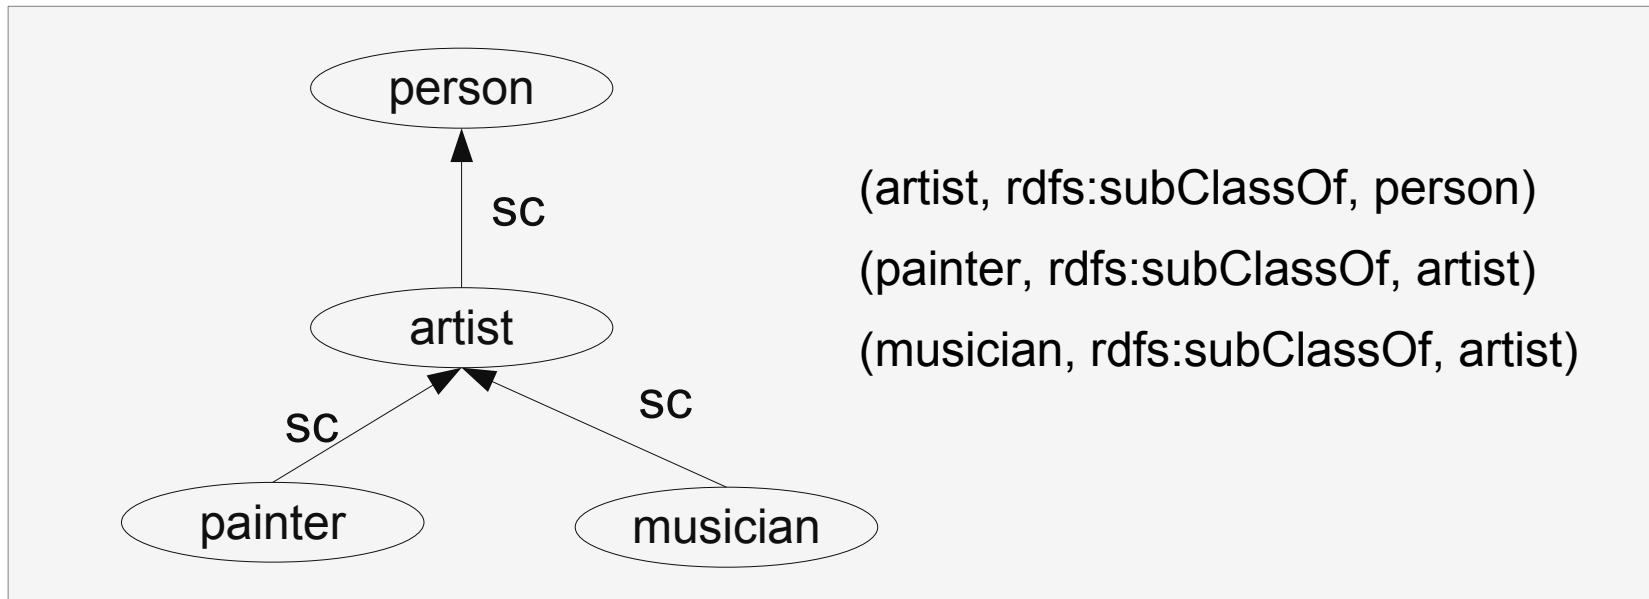 person
sc
artist
sc
sc
painter
musician
(artist, rdfs:subClassOf, person)
(painter, rdfs:subClassOf, artist)
(musician, rdfs:subClassOf, artist)